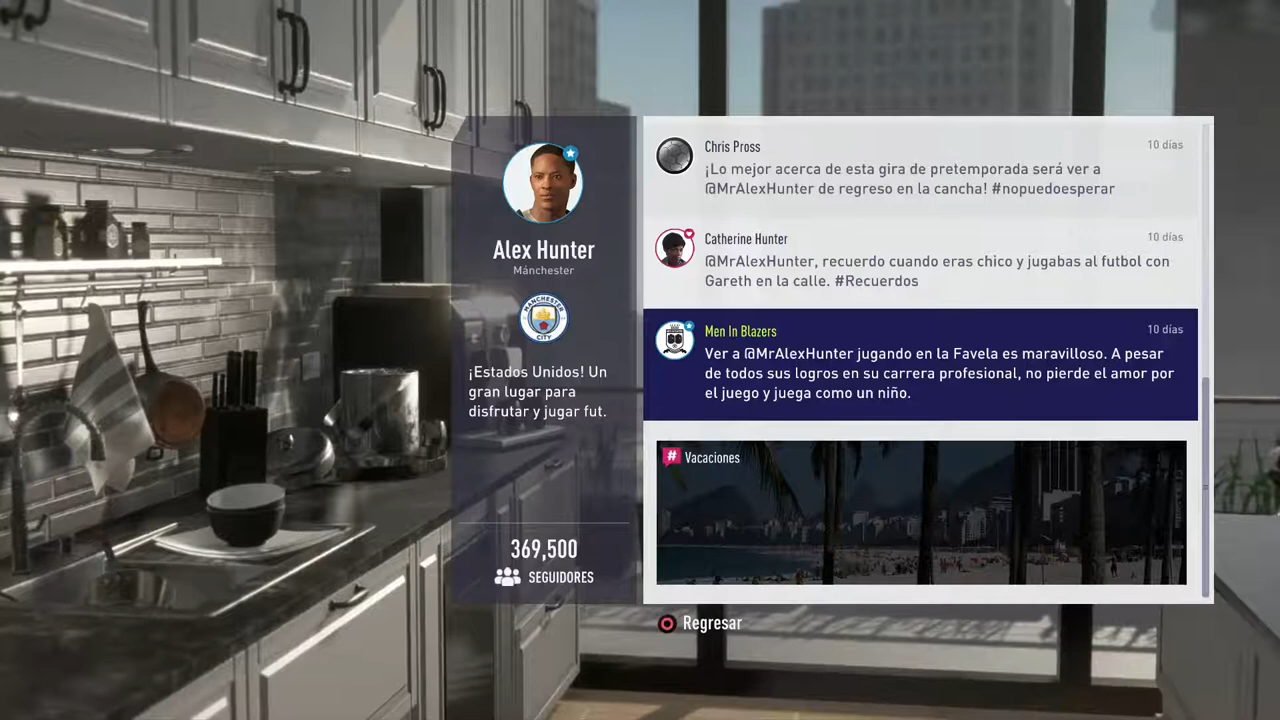 Alex Hunter
Mánchester
MANCHESTER
CITY
¡Estados Unidos! Un
gran lugar para
disfrutar y jugar fut.
369,500
SEGUIDORES
Chris Pross
10 días
¡Lo mejor acerca de esta gira de pretemporada será ver a
@MrAlexHunter de regreso en la cancha! #nopuedoesperar
Catherine Hunter
10 días
@MrAlexHunter, recuerdo cuando eras chico y jugabas al futbol con
Gareth en la calle. #Recuerdos
Men In Blazers
10 días
Ver a @MrAlexHunter jugando en la Favela es maravilloso. A pesar
de todos sus logros en su carrera profesional, no pierde el amor por
el juego y juega como un niño.
# Vacaciones
Regresar